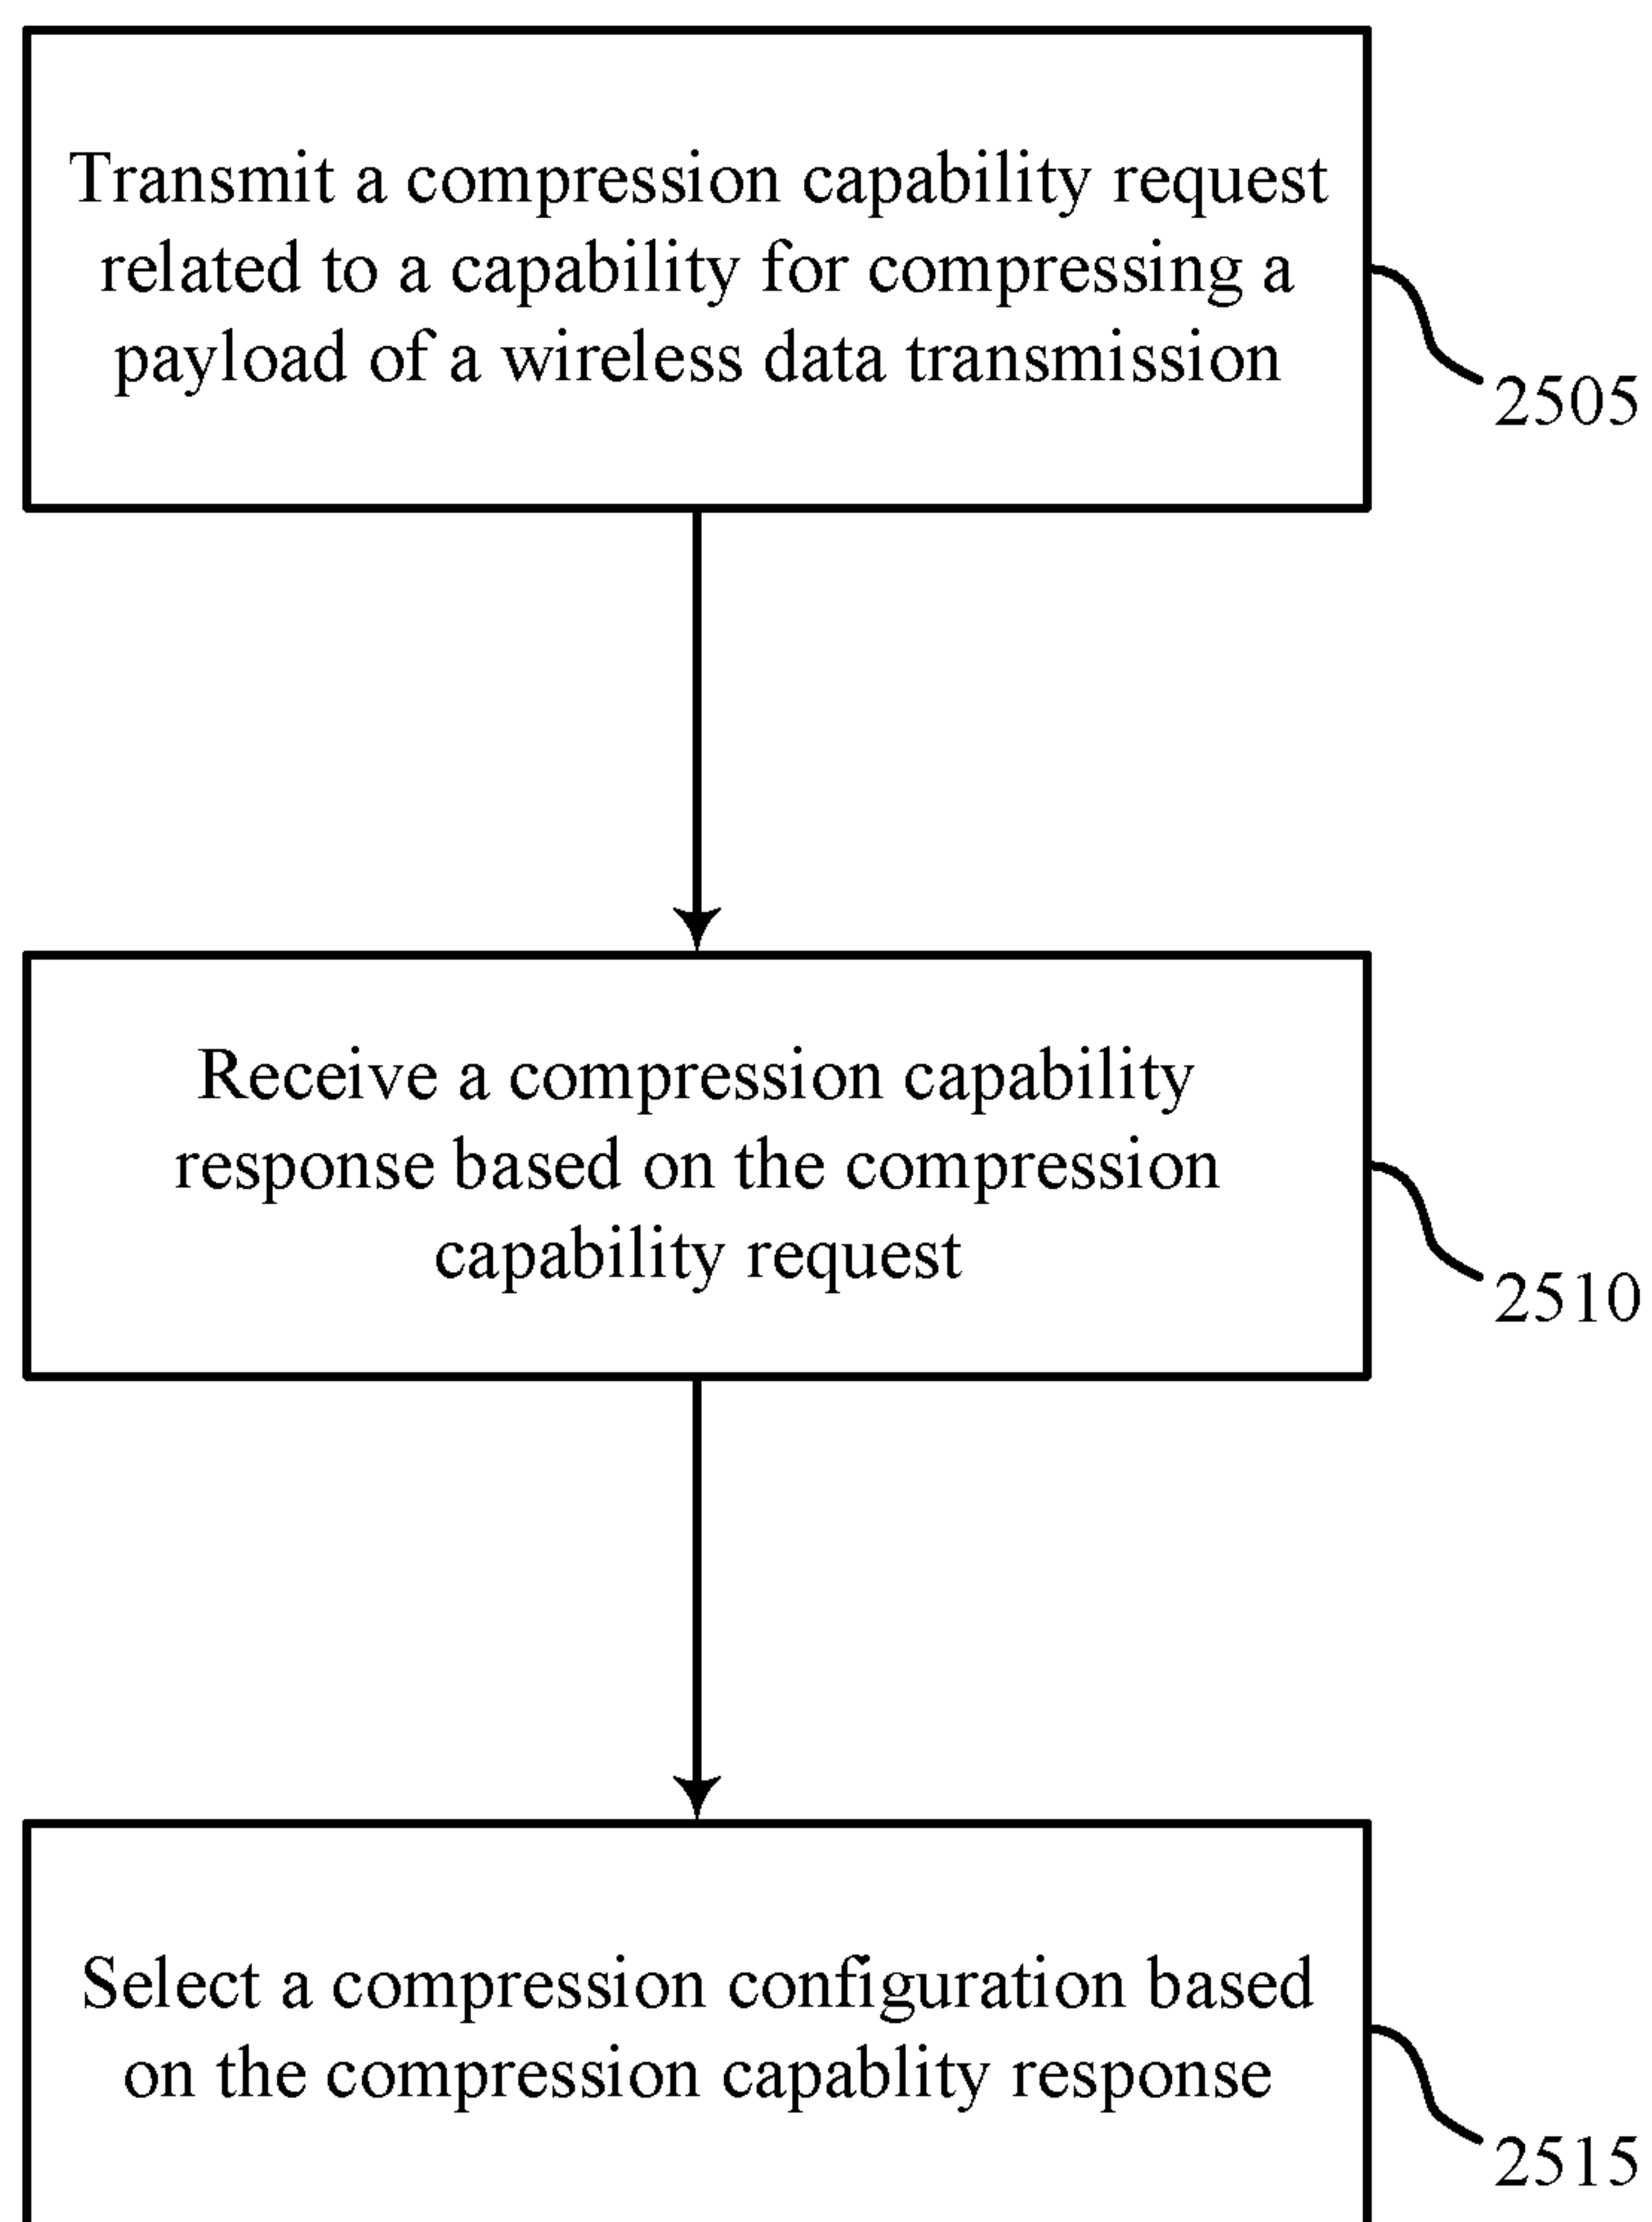 Transmit a compression capability request
related to a capability for compressing a
payload of a wireless data transmission
2505
Receive a compression capability
response based on the compression
capability request
2510
Select a compression configuration based
on the compression capablity response
2515